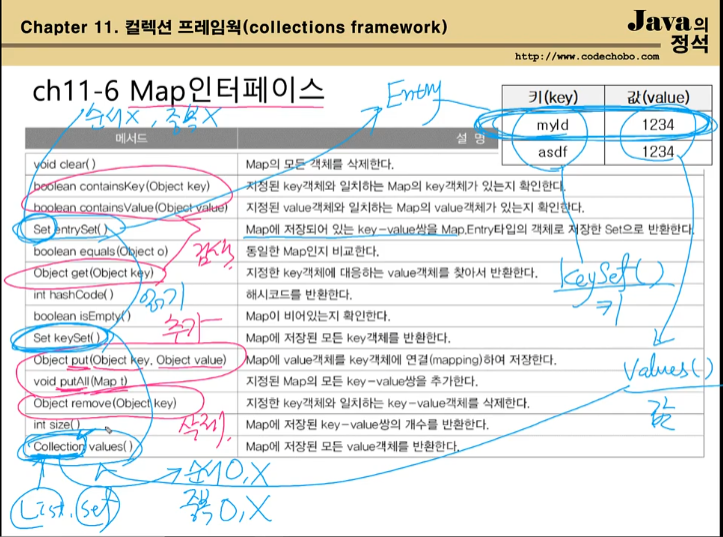 Chapter 11. 컬렉션 프레임웍(collections framework)
Java의 정석
http://www.codechobo.com
ch11-6 Map인터페이스
순서X, 중복X
Entry
키(key) 값(value)
myId 1234
asdf 1234
메서드 설 명
void clear() Map의 모든 객체를 삭제한다.
boolean containsKey(Object key) 지정된 key객체와 일치하는 Map의 key객체가 있는지 확인한다.
boolean containsValue(Object value) 지정된 value객체와 일치하는 Map의 value객체가 있는지 확인한다.
Set entrySet() Map에 저장되어 있는 key-value쌍을 Map.Entry타입의 객체로 저장한 Set으로 반환한다.
boolean equals(Object o) 동일한 Map인지 비교한다.
검색
Object get(Object key) 지정한 key객체에 대응하는 value객체를 찾아서 반환한다.
keySet()
키
int hashCode() 해시코드를 반환한다.
읽기
boolean isEmpty() Map이 비어있는지 확인한다.
추가
Set keySet() Map에 저장된 모든 key객체를 반환한다.
Object put(Object key, Object value) Map에 value객체를 key객체에 연결(mapping)하여 저장한다.
Values()
값
void putAll(Map t) 지정된 Map의 모든 key-value쌍을 추가한다.
Object remove(Object key) 지정한 key객체와 일치하는 key-value쌍을 삭제한다.
삭제
int size() Map에 저장된 key-value쌍의 개수를 반환한다.
Collection values() Map에 저장된 모든 value객체를 반환한다.
순서O,X
List, Set
중복O,X